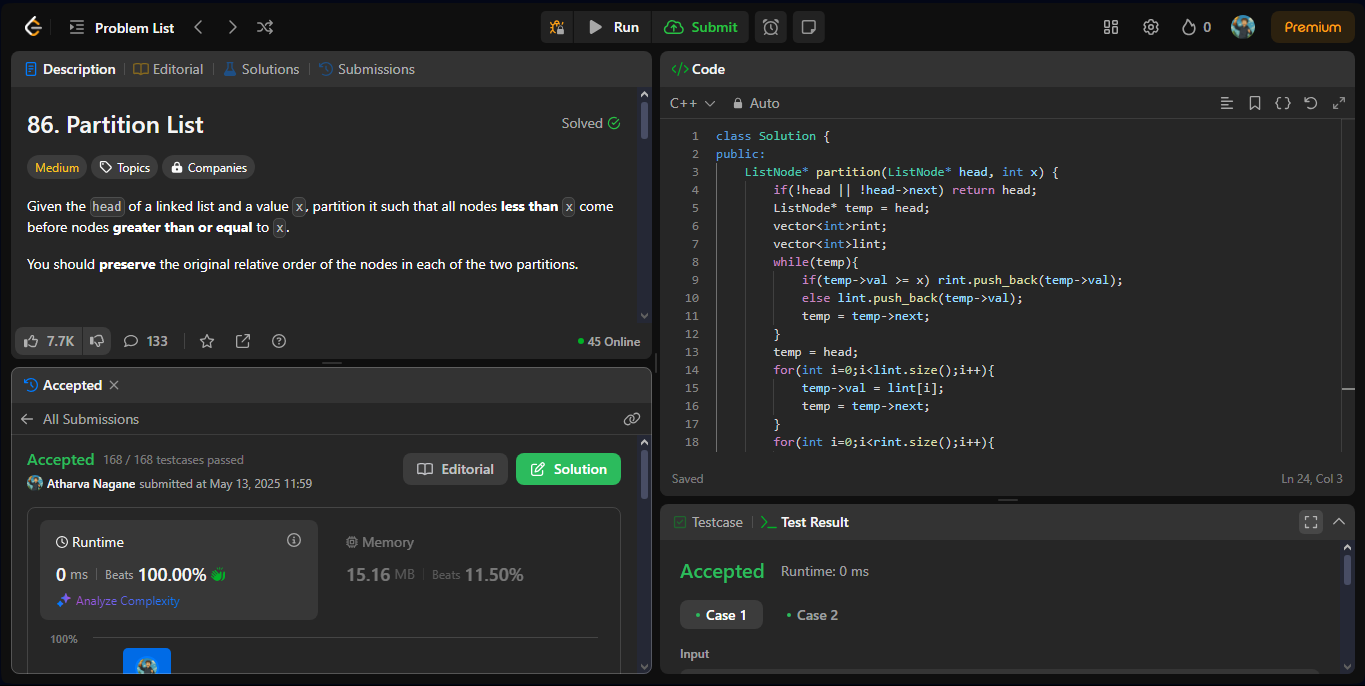 Problem List
Run
Submit
0
Premium
Description
Editorial
Solutions
Submissions
86. Partition List
Solved
Medium
Topics
Companies
Given the head of a linked list and a value x, partition it such that all nodes less than x come
before nodes greater than or equal to x.
You should preserve the original relative order of the nodes in each of the two partitions.
7.7K
133
45 Online
Accepted
All Submissions
Accepted 168 / 168 testcases passed
Atharva Nagane submitted at May 13, 2025 11:59
Editorial
Solution
Runtime
0 ms Beats 100.00%
Analyze Complexity
Memory
15.16 MB Beats 11.50%
100%
</> Code
C++
Auto
1 class Solution {
2 public:
3 ListNode* partition(ListNode* head, int x) {
4 if(!head || !head->next) return head;
5 ListNode* temp = head;
6 vector<int>rint;
7 vector<int>lint;
8 while(temp){
9 if(temp->val >= x) rint.push_back(temp->val);
10 else lint.push_back(temp->val);
11 temp = temp->next;
12 }
13 temp = head;
14 for(int i=0;i<lint.size();i++){
15 temp->val = lint[i];
16 temp = temp->next;
17 }
18 for(int i=0;i<rint.size();i++){
Saved
Ln 24, Col 3
Testcase
>_ Test Result
Accepted Runtime: 0 ms
• Case 1
• Case 2
Input